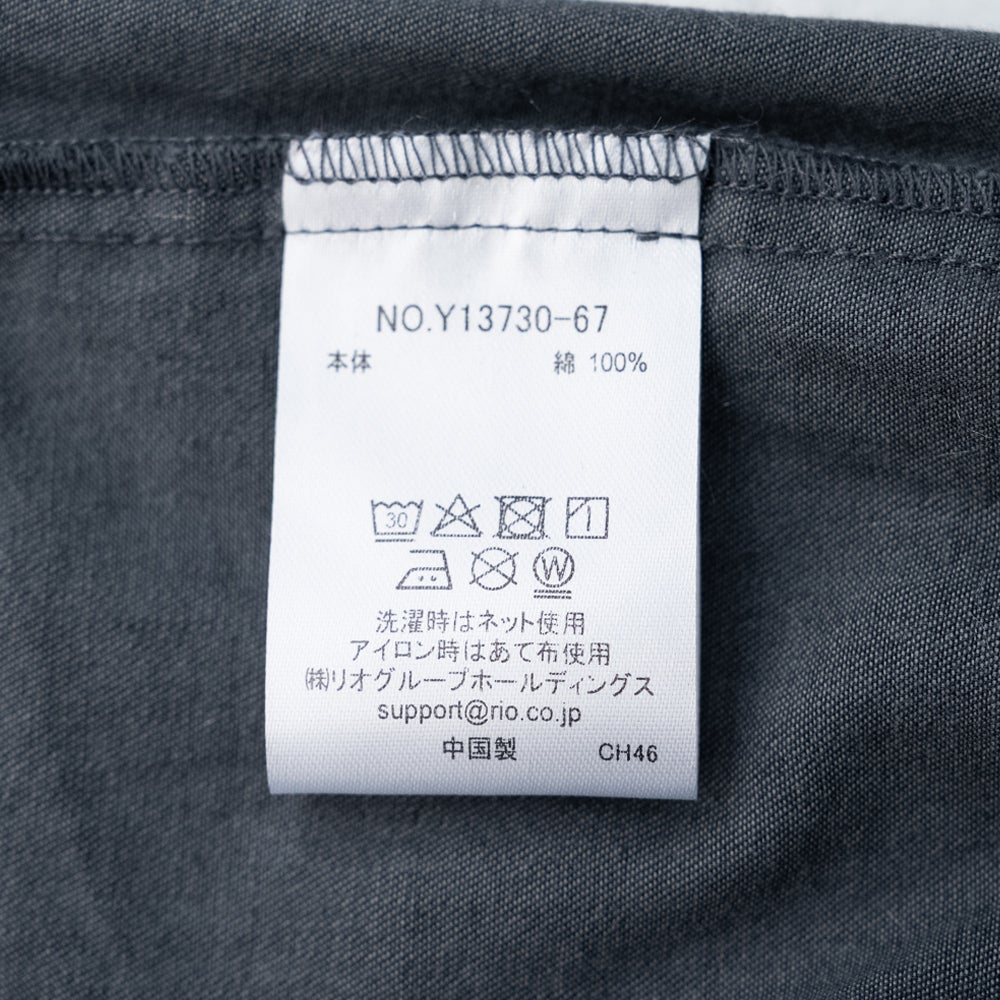 NO.Y13730-67
本体 綿 100%
30
W
洗濯時はネット使用
アイロン時はあて布使用
㈱リオグループホールディングス
support@rio.co.jp
中国製 CH46